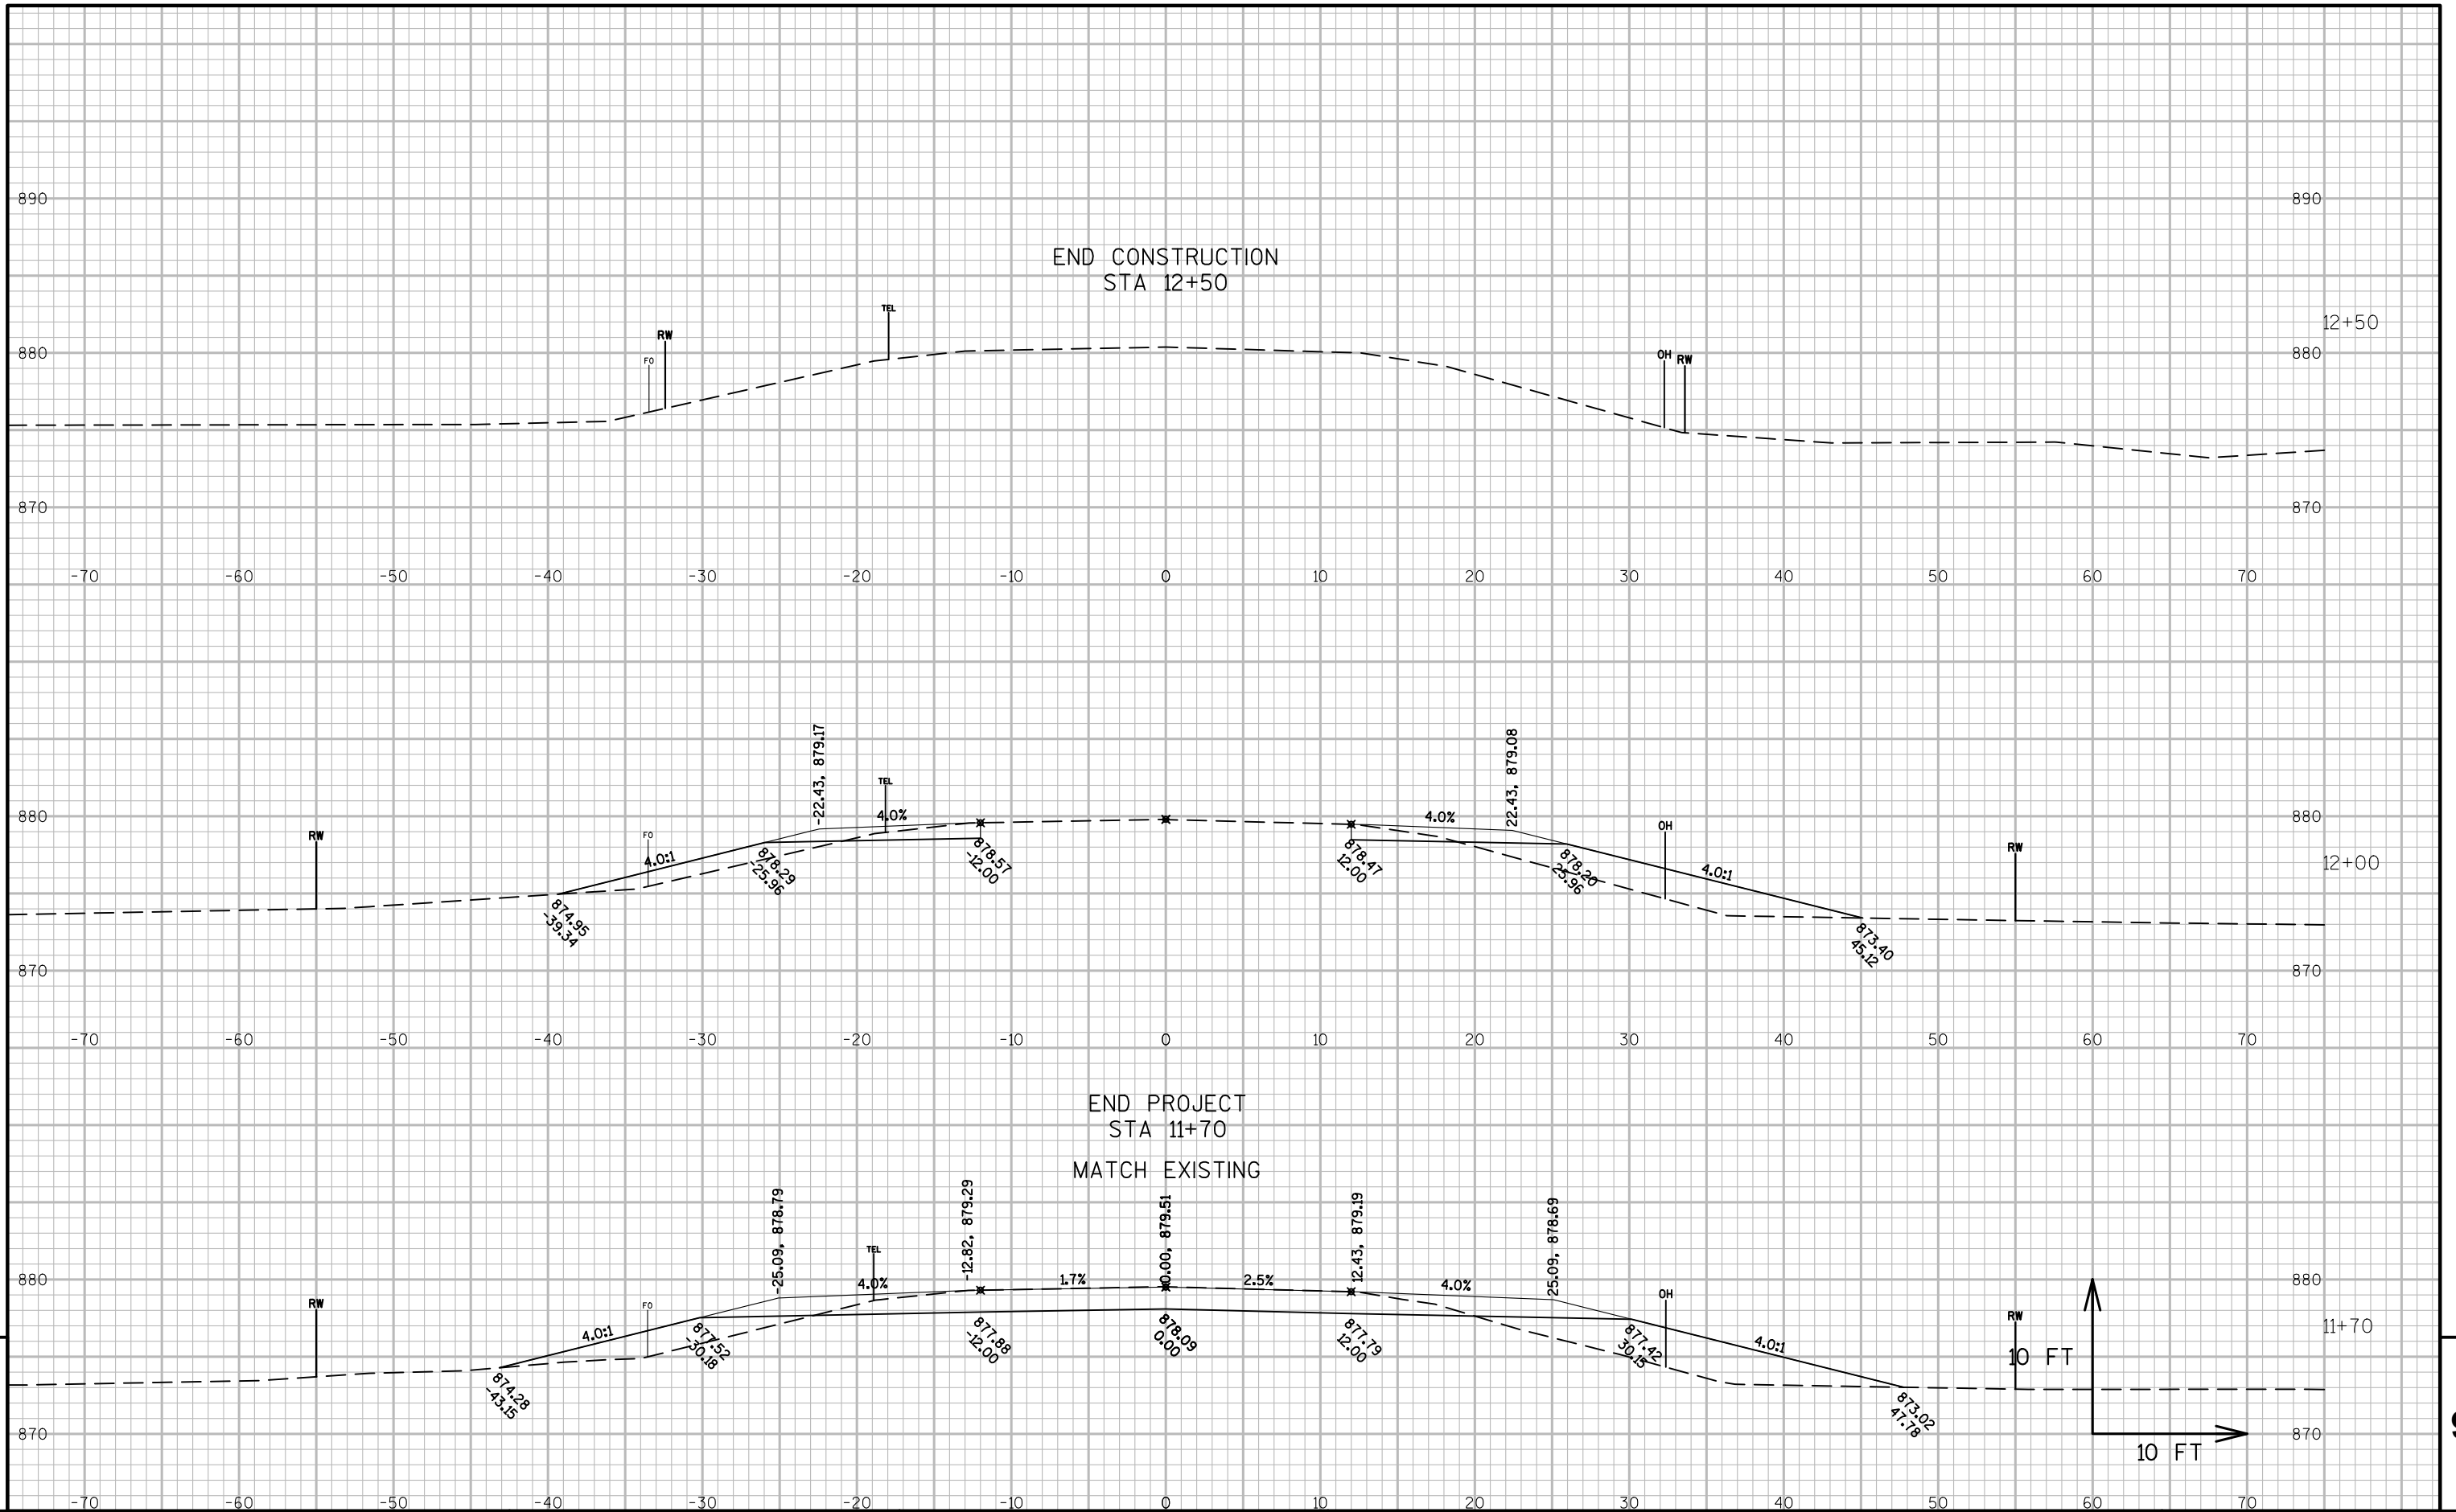 890 890
END CONSTRUCTION
STA 12+50
TEL
12+50
RW
880 880
FO
OH RW
870 870
-70 -60 -50 -40 -30 -20 -10 0 10 20 30 40 50 60 70
-22.43, 879.17
22.43, 879.08
TEL
880 4.0% 4.0% 880
OH
RW
FO
RW
4.0:1
878.29
-25.96
878.57
-12.00
878.47
12.00
878.20
25.96
4.0:1
12+00
874.95
-39.34
873.40
45.12
870 870
-70 -60 -50 -40 -30 -20 -10 0 10 20 30 40 50 60 70
END PROJECT
STA 11+70
MATCH EXISTING
-25.09, 878.79
-12.82, 879.29
0.00, 879.51
12.43, 879.19
25.09, 878.69
TEL
880 4.0% 1.7% 2.5% 4.0% 880
OH
RW
FO
RW
4.0:1
877.52
-30.18
877.88
-12.00
878.09
0.00
877.79
12.00
877.42
30.15
4.0:1
11+70
10 FT
874.28
-43.15
873.02
47.78
870 870
10 FT
-70 -60 -50 -40 -30 -20 -10 0 10 20 30 40 50 60 70